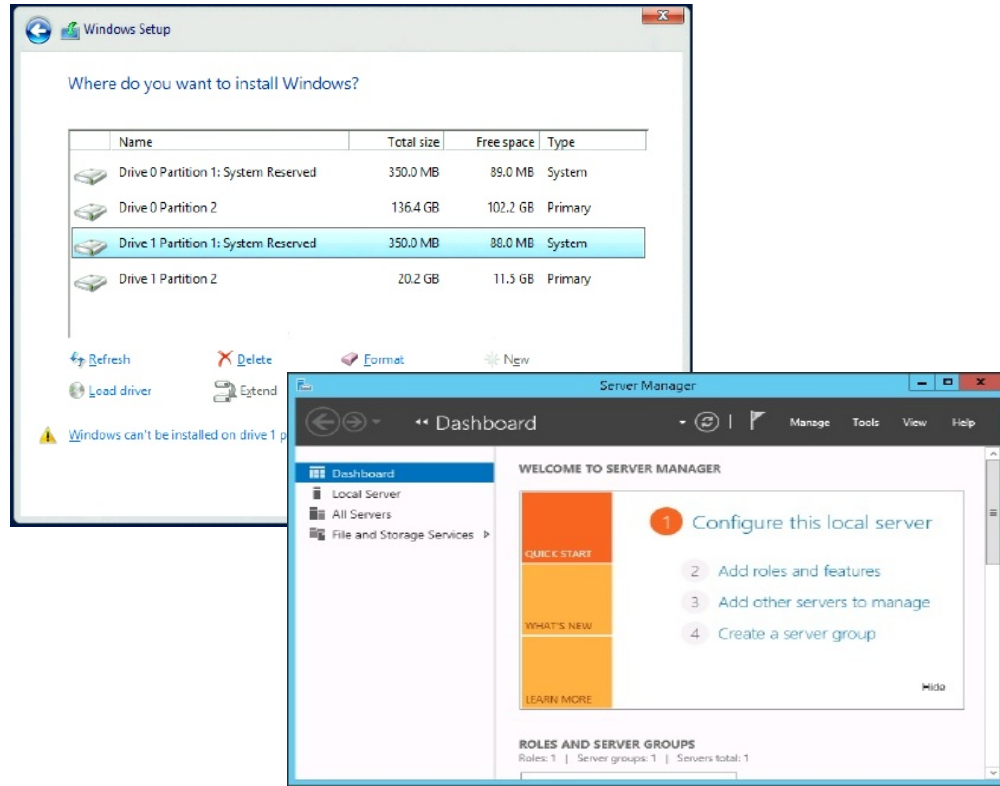 Windows Setup
Where do you want to install Windows?
Name Total size Free space Type
Drive 0 Partition 1: System Reserved 350.0 MB 89.0 MB System
Drive 0 Partition 2 136.4 GB 102.2 GB Primary
Drive 1 Partition 1: System Reserved 350.0 MB 88.0 MB System
Drive 1 Partition 2 20.2 GB 11.5 GB Primary
Refresh Delete Format New
Load driver Extend
Windows can't be installed on drive 1 p
Server Manager
Dashboard Manage Tools View Help
Dashboard
Local Server
All Servers
File and Storage Services
WELCOME TO SERVER MANAGER
QUICK START
WHAT'S NEW
LEARN MORE
1 Configure this local server
2 Add roles and features
3 Add other servers to manage
4 Create a server group
Hide
ROLES AND SERVER GROUPS
Roles: 1 | Server groups: 1 | Servers total: 1